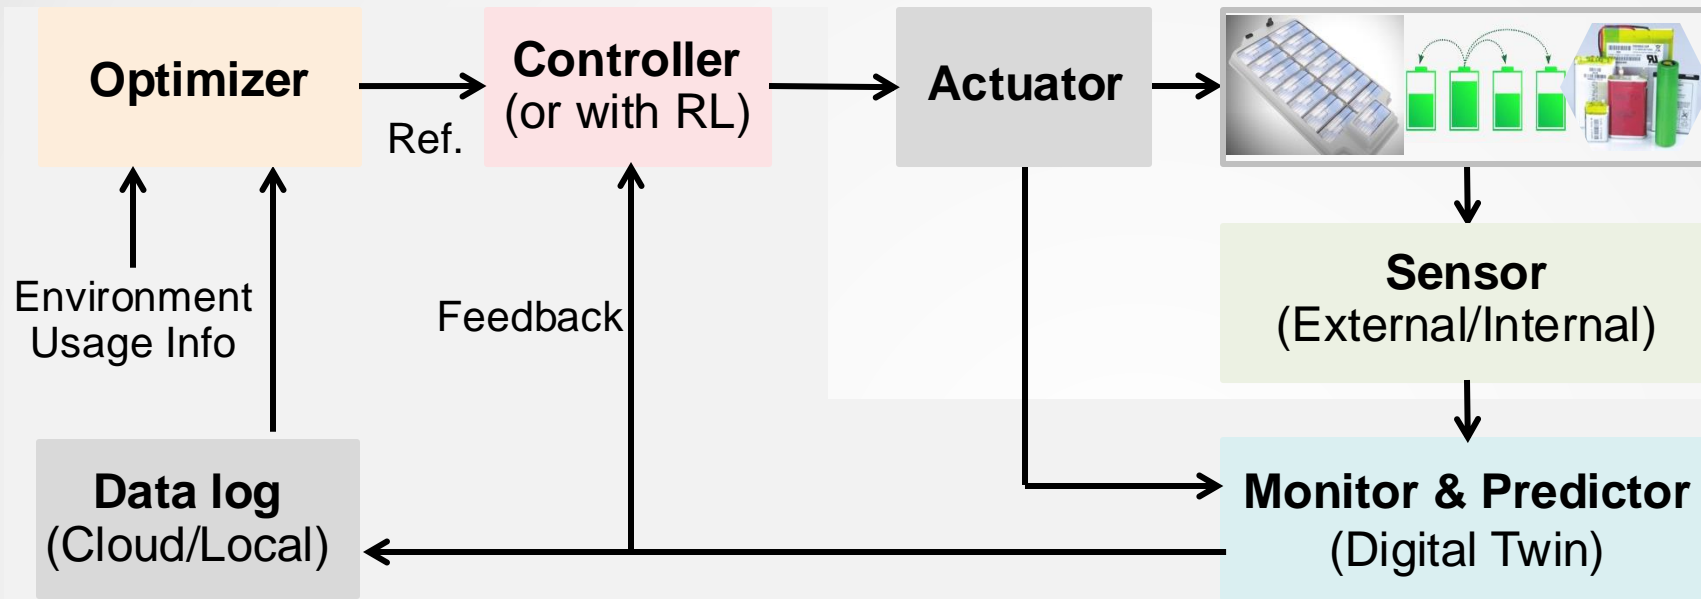 Optimizer
Ref.
Controller
(or with RL)
Actuator
Environment
Usage Info
Feedback
Sensor
(External/Internal)
Data log
(Cloud/Local)
Monitor & Predictor
(Digital Twin)